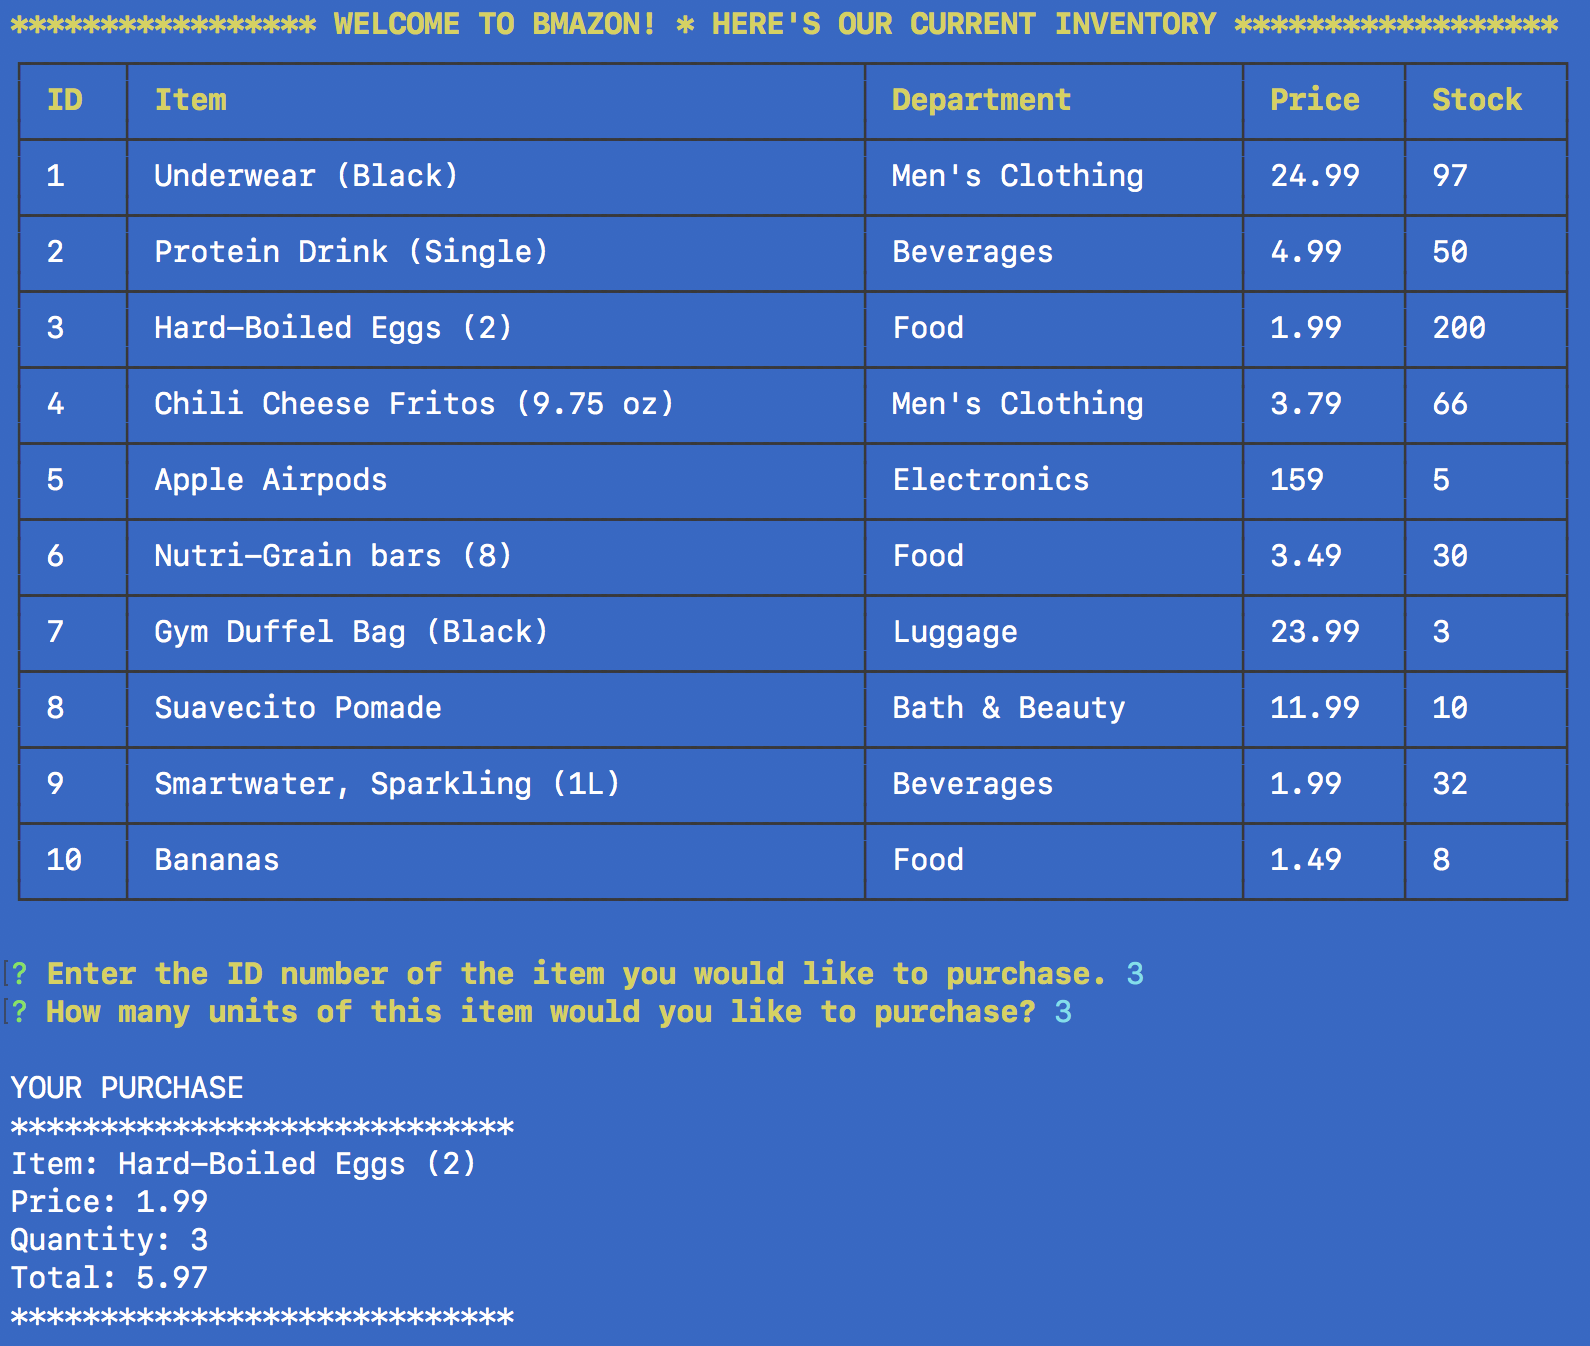 ***************** WELCOME TO BMAZON! * HERE'S OUR CURRENT INVENTORY ******************
ID Item Department Price Stock
1 Underwear (Black) Men's Clothing 24.99 97
2 Protein Drink (Single) Beverages 4.99 50
3 Hard-Boiled Eggs (2) Food 1.99 200
4 Chili Cheese Fritos (9.75 oz) Men's Clothing 3.79 66
5 Apple Airpods Electronics 159 5
6 Nutri-Grain bars (8) Food 3.49 30
7 Gym Duffel Bag (Black) Luggage 23.99 3
8 Suavecito Pomade Bath & Beauty 11.99 10
9 Smartwater, Sparkling (1L) Beverages 1.99 32
10 Bananas Food 1.49 8
? Enter the ID number of the item you would like to purchase. 3
? How many units of this item would you like to purchase? 3
YOUR PURCHASE
****************************
Item: Hard-Boiled Eggs (2)
Price: 1.99
Quantity: 3
Total: 5.97
****************************